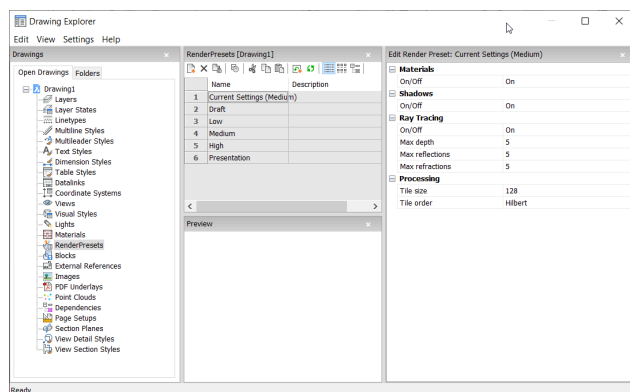 Drawing Explorer
Edit View Settings Help
Drawings
Open Drawings Folders
Drawing1
Layers
Layer States
Linetypes
Multiline Styles
Multileader Styles
Text Styles
Dimension Styles
Table Styles
Datalinks
Coordinate Systems
Views
Visual Styles
Lights
Materials
RenderPresets
Blocks
External References
Images
PDF Underlays
Point Clouds
Dependencies
Page Setups
Section Planes
View Detail Styles
View Section Styles
RenderPresets [Drawing1]
Name Description
1 Current Settings (Medium)
2 Draft
3 Low
4 Medium
5 High
6 Presentation
Preview
Edit Render Preset: Current Settings (Medium)
Materials
On/Off On
Shadows
On/Off On
Ray Tracing
On/Off On
Max depth 5
Max reflections 5
Max refractions 5
Processing
Tile size 128
Tile order Hilbert
Ready